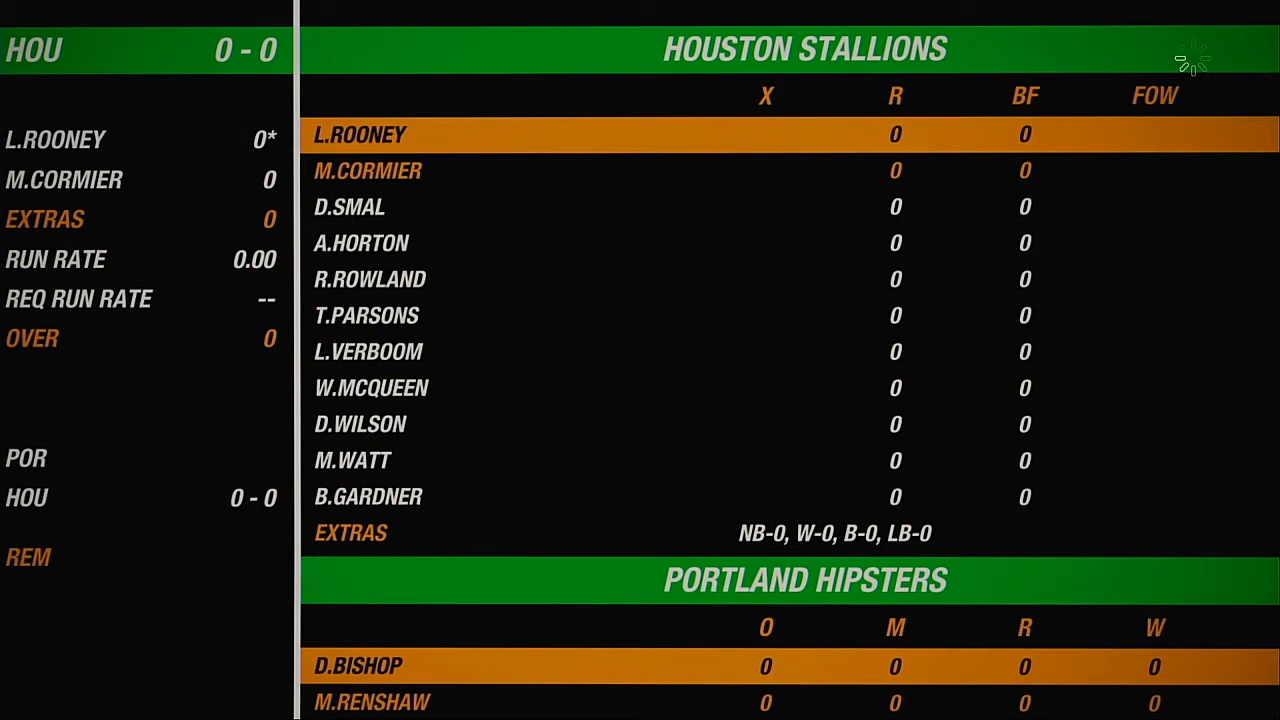 HOU 0 - 0
L.ROONEY 0*
M.CORMIER 0
EXTRAS 0
RUN RATE 0.00
REQ RUN RATE --
OVER 0
POR
HOU 0 - 0
REM
HOUSTON STALLIONS
X R BF FOW
L.ROONEY 0 0
M.CORMIER 0 0
D.SMAL 0 0
A.HORTON 0 0
R.ROWLAND 0 0
T.PARSONS 0 0
L.VERBOOM 0 0
W.MCQUEEN 0 0
D.WILSON 0 0
M.WATT 0 0
B.GARDNER 0 0
EXTRAS NB-0, W-0, B-0, LB-0
PORTLAND HIPSTERS
O M R W
D.BISHOP 0 0 0 0
M.RENSHAW 0 0 0 0